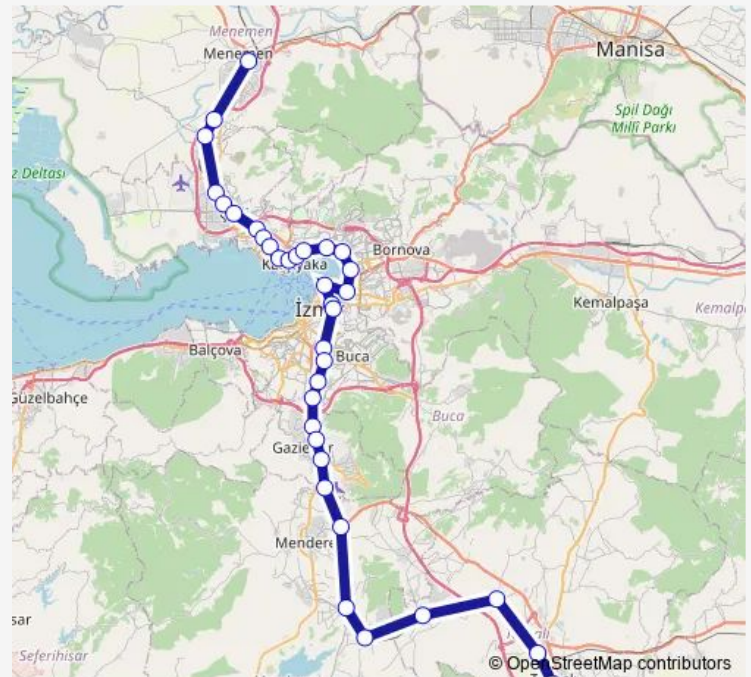 Menemen
Menemen
Manisa
Spil Dağı
Milli Parkı
z Deltası
Bornova
Kemalpaşa
Kemalp
İzm
Balçova
Buca
Güzelbahçe
Buca
Gazie
Mendere
sar
Seferihisar
© OpenStreetMap contributors